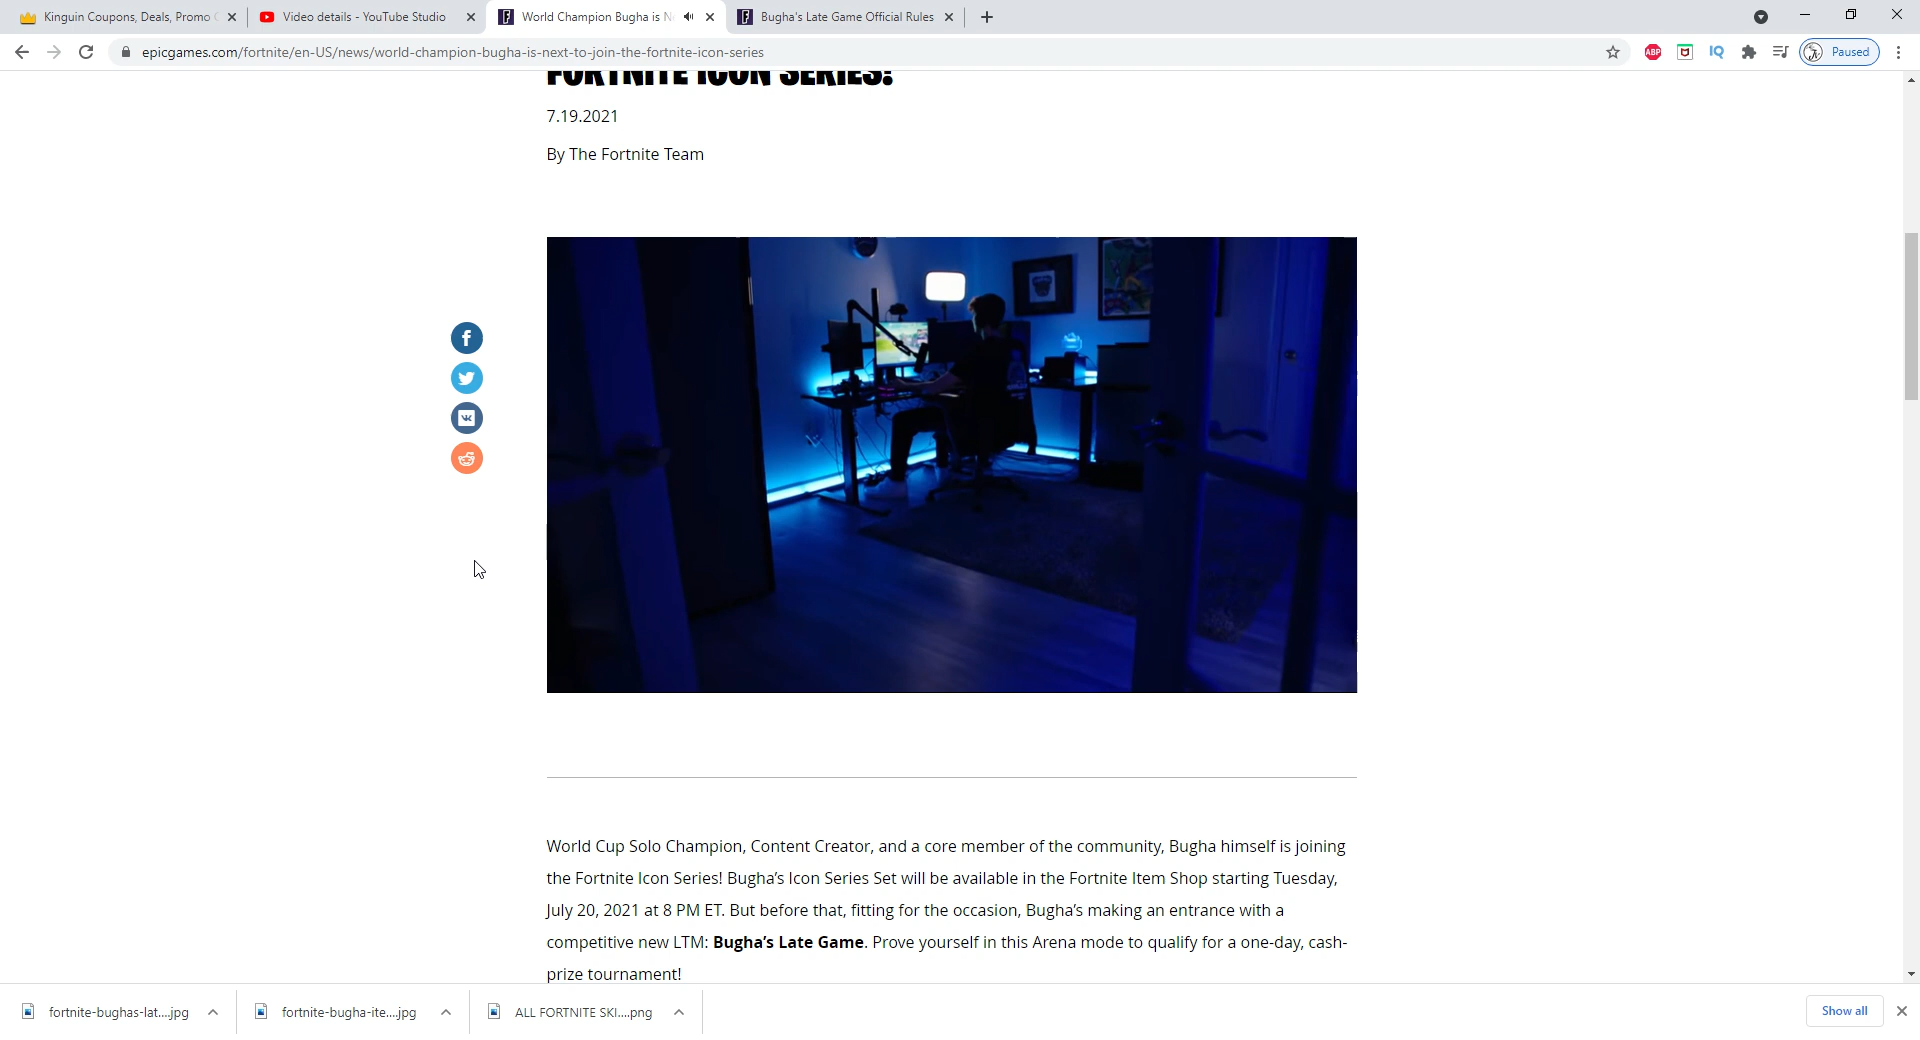 Kinguin Coupons, Deals, Promo
Video details - YouTube Studio
World Champion Bugha is N
Bugha's Late Game Official Rules
epicgames.com/fortnite/en-US/news/world-champion-bugha-is-next-to-join-the-fortnite-icon-series
ABP
IQ
Paused
FORTNITE ICON SERIES!
7.19.2021
By The Fortnite Team
World Cup Solo Champion, Content Creator, and a core member of the community, Bugha himself is joining
the Fortnite Icon Series! Bugha’s Icon Series Set will be available in the Fortnite Item Shop starting Tuesday,
July 20, 2021 at 8 PM ET. But before that, fitting for the occasion, Bugha’s making an entrance with a
competitive new LTM: Bugha’s Late Game. Prove yourself in this Arena mode to qualify for a one-day, cash-
prize tournament!
fortnite-bughas-lat....jpg
fortnite-bugha-ite....jpg
ALL FORTNITE SKI....png
Show all